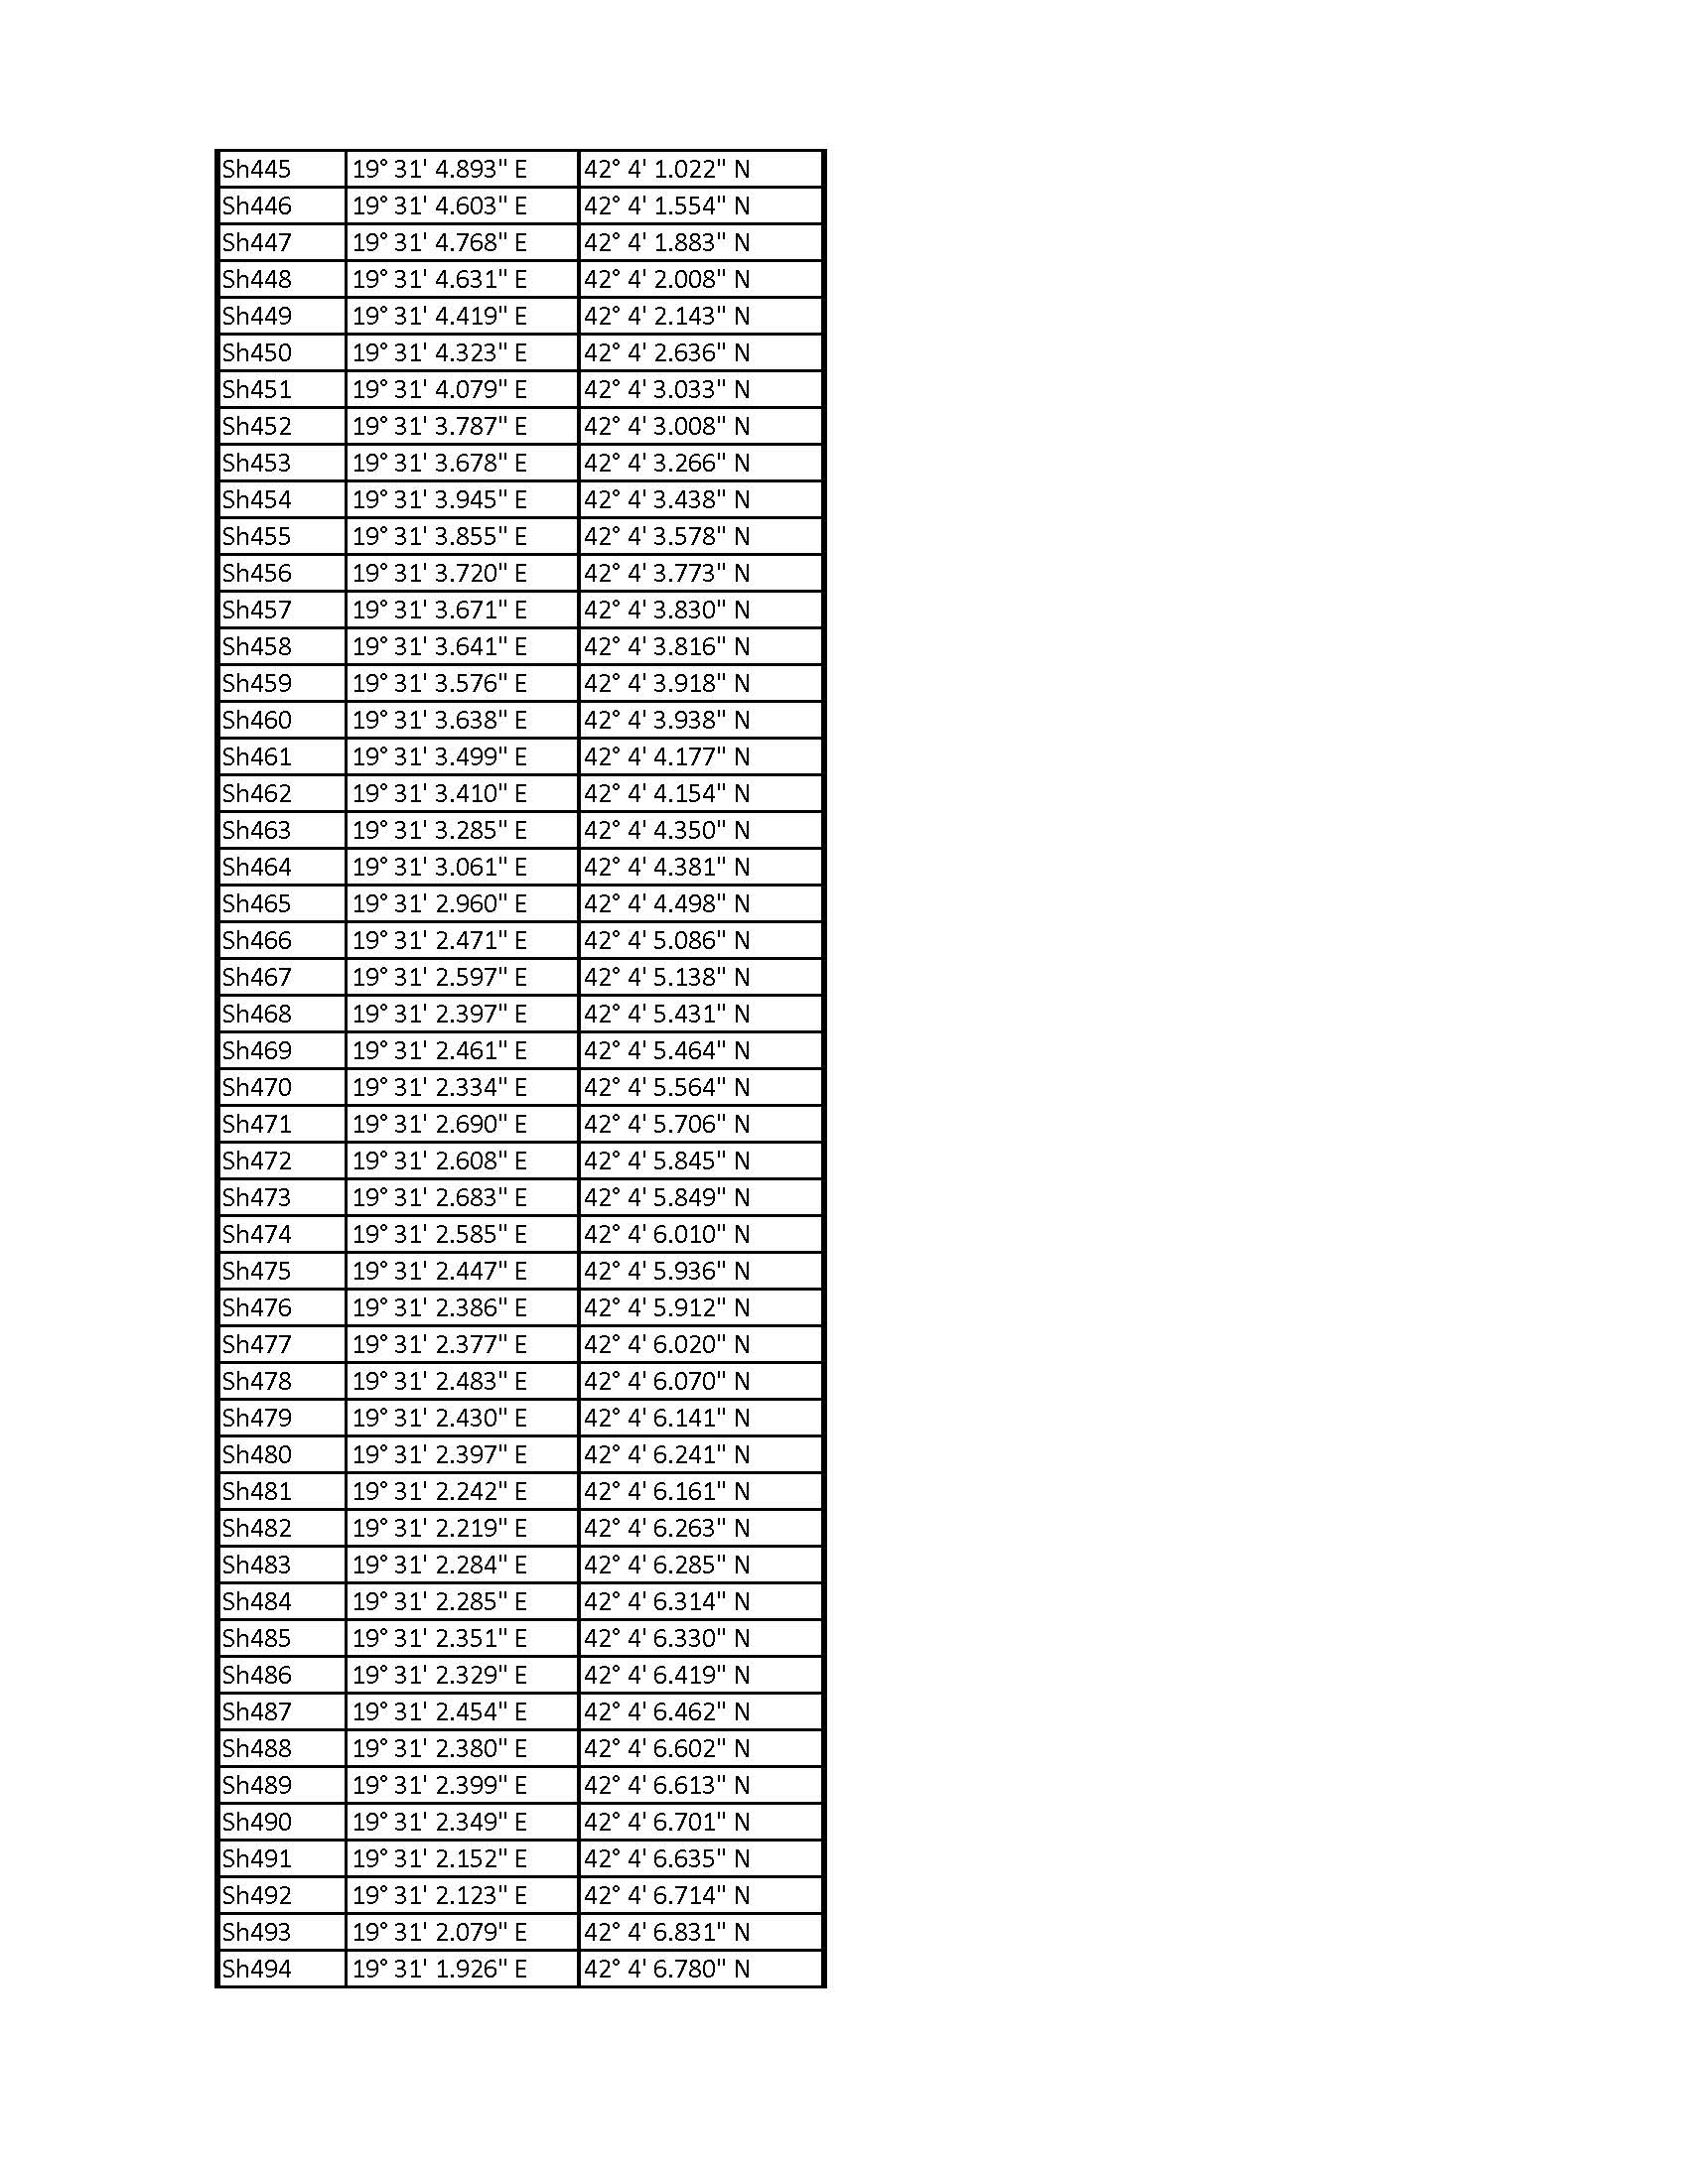 Sh445 19° 31' 4.893" E 42° 4' 1.022" N
Sh446 19° 31' 4.603" E 42° 4' 1.554" N
Sh447 19° 31' 4.768" E 42° 4' 1.883" N
Sh448 19° 31' 4.631" E 42° 4' 2.008" N
Sh449 19° 31' 4.419" E 42° 4' 2.143" N
Sh450 19° 31' 4.323" E 42° 4' 2.636" N
Sh451 19° 31' 4.079" E 42° 4' 3.033" N
Sh452 19° 31' 3.787" E 42° 4' 3.008" N
Sh453 19° 31' 3.678" E 42° 4' 3.266" N
Sh454 19° 31' 3.945" E 42° 4' 3.438" N
Sh455 19° 31' 3.855" E 42° 4' 3.578" N
Sh456 19° 31' 3.720" E 42° 4' 3.773" N
Sh457 19° 31' 3.671" E 42° 4' 3.830" N
Sh458 19° 31' 3.641" E 42° 4' 3.816" N
Sh459 19° 31' 3.576" E 42° 4' 3.918" N
Sh460 19° 31' 3.638" E 42° 4' 3.938" N
Sh461 19° 31' 3.499" E 42° 4' 4.177" N
Sh462 19° 31' 3.410" E 42° 4' 4.154" N
Sh463 19° 31' 3.285" E 42° 4' 4.350" N
Sh464 19° 31' 3.061" E 42° 4' 4.381" N
Sh465 19° 31' 2.960" E 42° 4' 4.498" N
Sh466 19° 31' 2.471" E 42° 4' 5.086" N
Sh467 19° 31' 2.597" E 42° 4' 5.138" N
Sh468 19° 31' 2.397" E 42° 4' 5.431" N
Sh469 19° 31' 2.461" E 42° 4' 5.464" N
Sh470 19° 31' 2.334" E 42° 4' 5.564" N
Sh471 19° 31' 2.690" E 42° 4' 5.706" N
Sh472 19° 31' 2.608" E 42° 4' 5.845" N
Sh473 19° 31' 2.683" E 42° 4' 5.849" N
Sh474 19° 31' 2.585" E 42° 4' 6.010" N
Sh475 19° 31' 2.447" E 42° 4' 5.936" N
Sh476 19° 31' 2.386" E 42° 4' 5.912" N
Sh477 19° 31' 2.377" E 42° 4' 6.020" N
Sh478 19° 31' 2.483" E 42° 4' 6.070" N
Sh479 19° 31' 2.430" E 42° 4' 6.141" N
Sh480 19° 31' 2.397" E 42° 4' 6.241" N
Sh481 19° 31' 2.242" E 42° 4' 6.161" N
Sh482 19° 31' 2.219" E 42° 4' 6.263" N
Sh483 19° 31' 2.284" E 42° 4' 6.285" N
Sh484 19° 31' 2.285" E 42° 4' 6.314" N
Sh485 19° 31' 2.351" E 42° 4' 6.330" N
Sh486 19° 31' 2.329" E 42° 4' 6.419" N
Sh487 19° 31' 2.454" E 42° 4' 6.462" N
Sh488 19° 31' 2.380" E 42° 4' 6.602" N
Sh489 19° 31' 2.399" E 42° 4' 6.613" N
Sh490 19° 31' 2.349" E 42° 4' 6.701" N
Sh491 19° 31' 2.152" E 42° 4' 6.635" N
Sh492 19° 31' 2.123" E 42° 4' 6.714" N
Sh493 19° 31' 2.079" E 42° 4' 6.831" N
Sh494 19° 31' 1.926" E 42° 4' 6.780" N